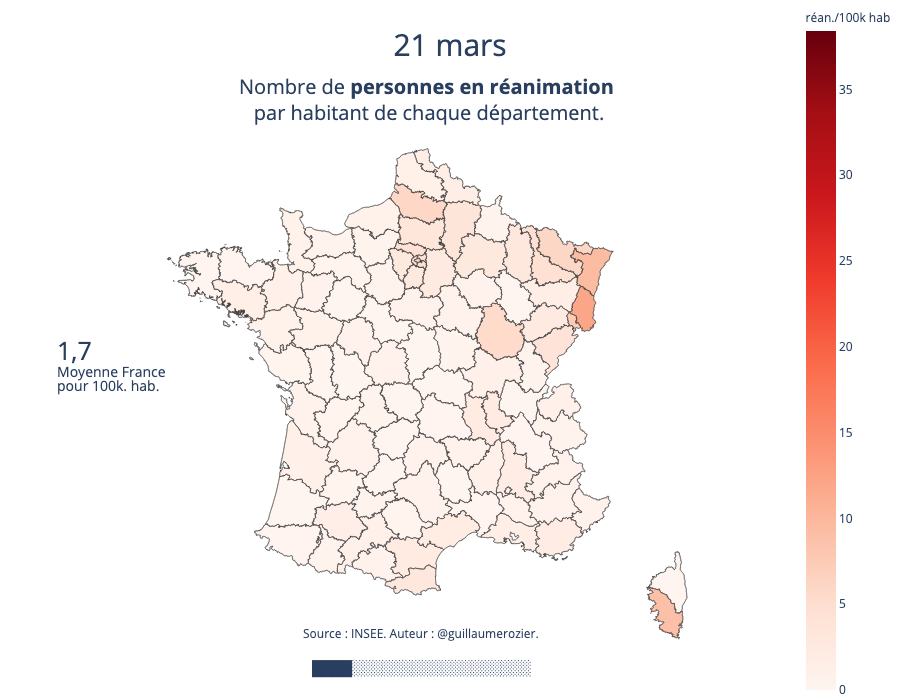 21 mars
Nombre de personnes en réanimation
par habitant de chaque département.
réan./100k hab
35
30
25
20
15
10
5
0
1,7
Moyenne France
pour 100k. hab.
Source : INSEE. Auteur : @guillaumerozier.